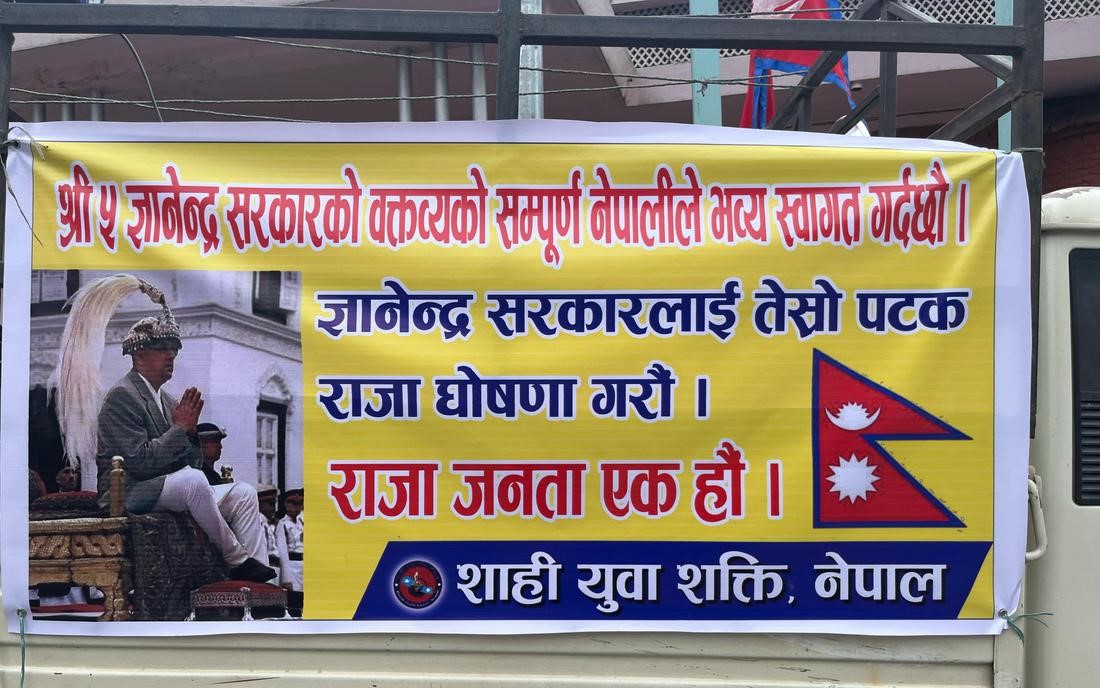 श्री ५ ज्ञानेन्द्र सरकारको वक्तव्यको सम्पूर्ण नेपालीले भव्य स्वागत गर्दछौं ।
ज्ञानेन्द्र सरकारलाई तेस्रो पटक
राजा घोषणा गरौं ।
राजा जनता एक हौं ।
शाही युवा शक्ति, नेपाल